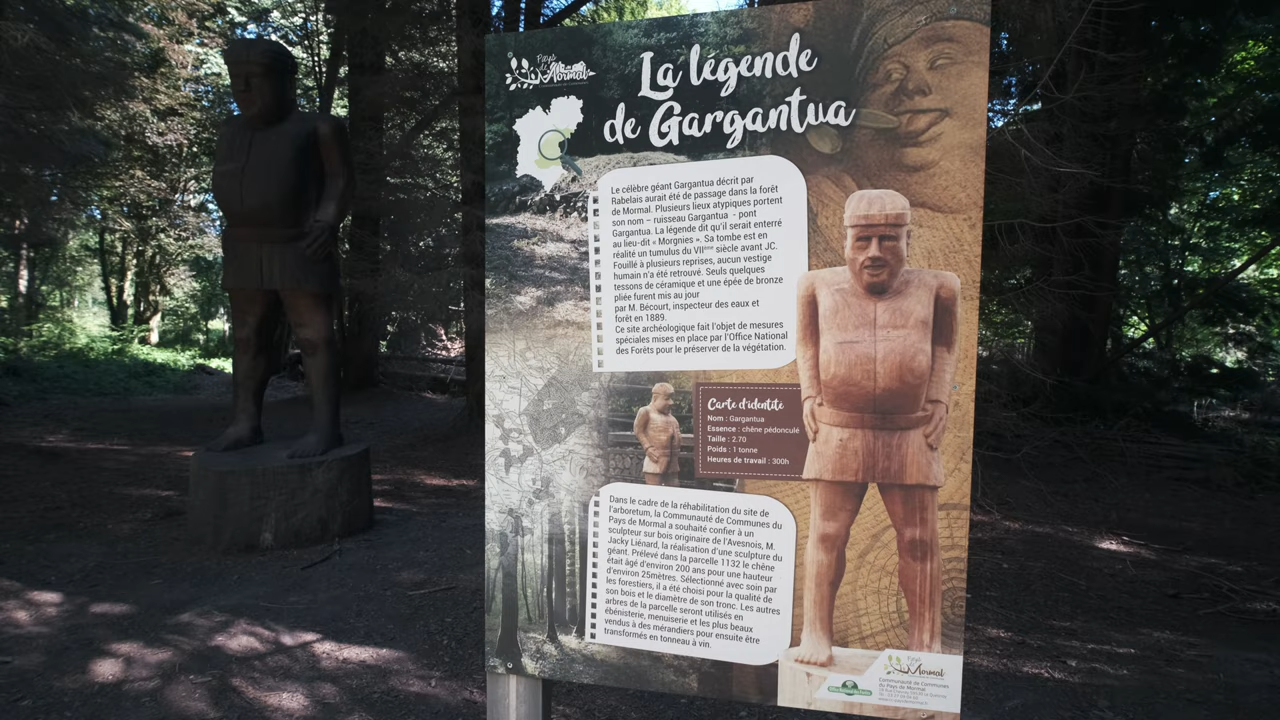 Pays
de Mormal
La légende
de Gargantua
Le célèbre géant Gargantua décrit par
Rabelais aurait été de passage dans la forêt
de Mormal. Plusieurs lieux atypiques portent
son nom – ruisseau Gargantua - pont
Gargantua. La légende dit qu'il serait enterré
au lieu-dit « Morgnies ». Sa tombe est en
réalité un tumulus du VIIème siècle avant JC.
Fouillé à plusieurs reprises, aucun vestige
humain n'a été retrouvé. Seuls quelques
tessons de céramique et une épée de bronze
pliée furent mis au jour
par M. Bécourt, inspecteur des eaux et
forêt en 1889.
Ce site archéologique fait l'objet de mesures
spéciales mises en place par l'Office National
des Forêts pour le préserver de la végétation.
Carte d'identité
Nom : Gargantua
Essence : chêne pédonculé
Taille : 2.70
Poids : 1 tonne
Heures de travail : 300h
Dans le cadre de la réhabilitation du site de
l'arboretum, la Communauté de Communes du
Pays de Mormal a souhaité confier à un
sculpteur sur bois originaire de l'Avesnois, M.
Jacky Liénard, la réalisation d'une sculpture du
géant. Prélevé dans la parcelle 1132 le chêne
était âgé d'environ 200 ans pour une hauteur
d'environ 25mètres. Sélectionné avec soin par
les forestiers, il a été choisi pour la qualité de
son bois et le diamètre de son tronc. Les autres
arbres de la parcelle seront utilisés en
ébénisterie, menuiserie et les plus beaux
vendus à des mérandiers pour ensuite être
transformés en tonneau à vin.
Pays
de Mormal
Communauté de Communes
du Pays de Mormal